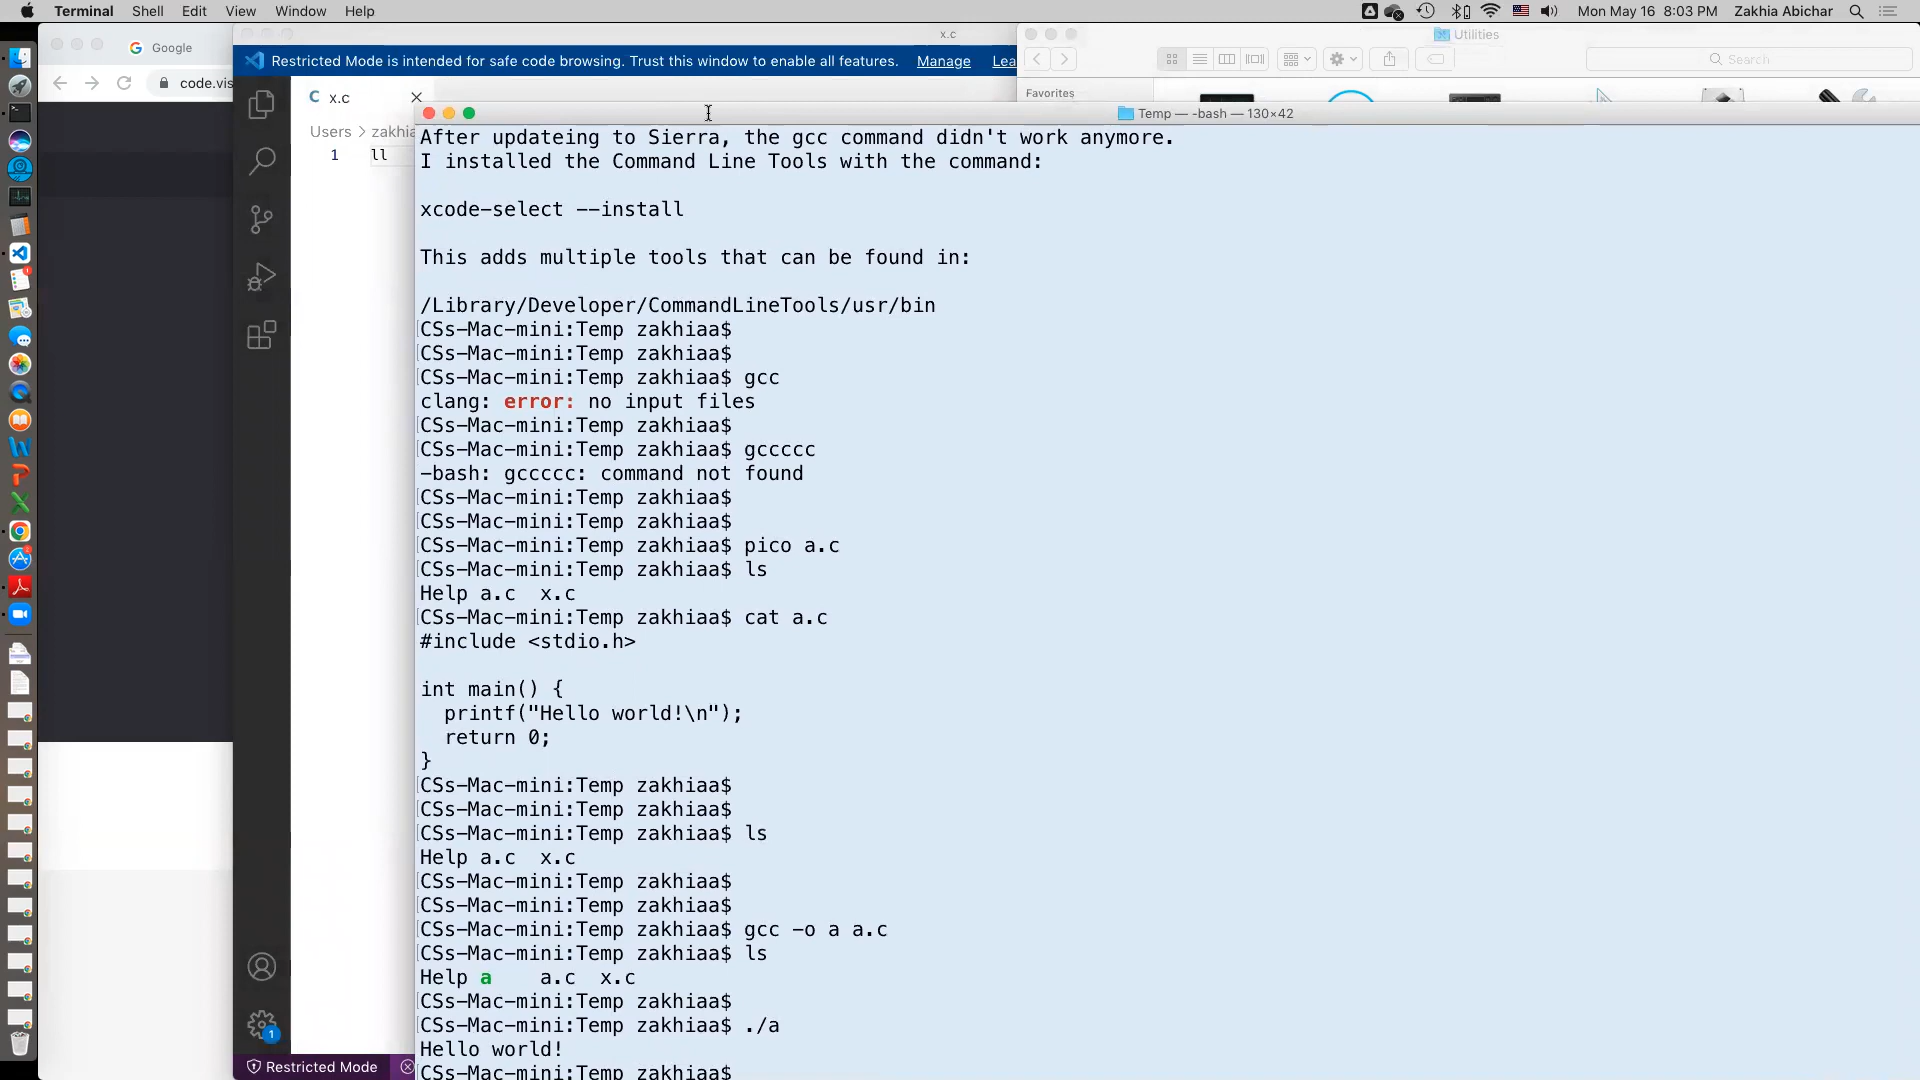 Terminal Shell Edit View Window Help
Mon May 16 8:03 PM Zakhia Abichar
Google
x.c
Utilities
Restricted Mode is intended for safe code browsing. Trust this window to enable all features. Manage Lea
Search
code.vis
Favorites
x.c
Temp — -bash — 130×42
Users > zakhia
1 ll
After updateing to Sierra, the gcc command didn't work anymore.
I installed the Command Line Tools with the command:
xcode-select --install
This adds multiple tools that can be found in:
/Library/Developer/CommandLineTools/usr/bin
CSs-Mac-mini:Temp zakhiaa$
CSs-Mac-mini:Temp zakhiaa$
CSs-Mac-mini:Temp zakhiaa$ gcc
clang: error: no input files
CSs-Mac-mini:Temp zakhiaa$
CSs-Mac-mini:Temp zakhiaa$ gccccc
-bash: gccccc: command not found
CSs-Mac-mini:Temp zakhiaa$
CSs-Mac-mini:Temp zakhiaa$
CSs-Mac-mini:Temp zakhiaa$ pico a.c
CSs-Mac-mini:Temp zakhiaa$ ls
Help a.c  x.c
CSs-Mac-mini:Temp zakhiaa$ cat a.c
#include <stdio.h>
int main() {
  printf("Hello world!\n");
  return 0;
}
CSs-Mac-mini:Temp zakhiaa$
CSs-Mac-mini:Temp zakhiaa$
CSs-Mac-mini:Temp zakhiaa$ ls
Help a.c  x.c
CSs-Mac-mini:Temp zakhiaa$
CSs-Mac-mini:Temp zakhiaa$
CSs-Mac-mini:Temp zakhiaa$ gcc -o a a.c
CSs-Mac-mini:Temp zakhiaa$ ls
Help a    a.c  x.c
CSs-Mac-mini:Temp zakhiaa$
CSs-Mac-mini:Temp zakhiaa$ ./a
Hello world!
CSs-Mac-mini:Temp zakhiaa$
1
Restricted Mode